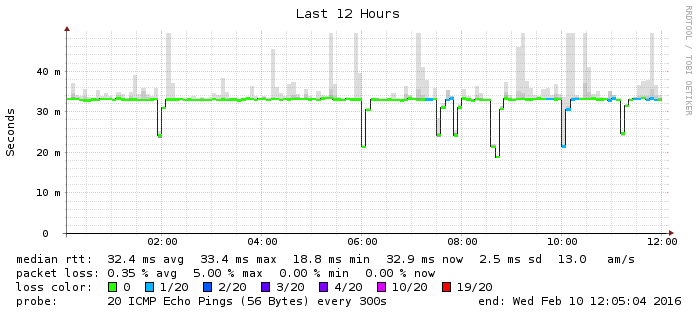 Last 12 Hours
RRDTOOL / TOBI OETIKER
Seconds
40 m
30 m
20 m
10 m
0
02:00 04:00 06:00 08:00 10:00 12:00
median rtt: 32.4 ms avg 33.4 ms max 18.8 ms min 32.9 ms now 2.5 ms sd 13.0 am/s
packet loss: 0.35 % avg 5.00 % max 0.00 % min 0.00 % now
loss color: 0 1/20 2/20 3/20 4/20 10/20 19/20
probe: 20 ICMP Echo Pings (56 Bytes) every 300s end: Wed Feb 10 12:05:04 2016